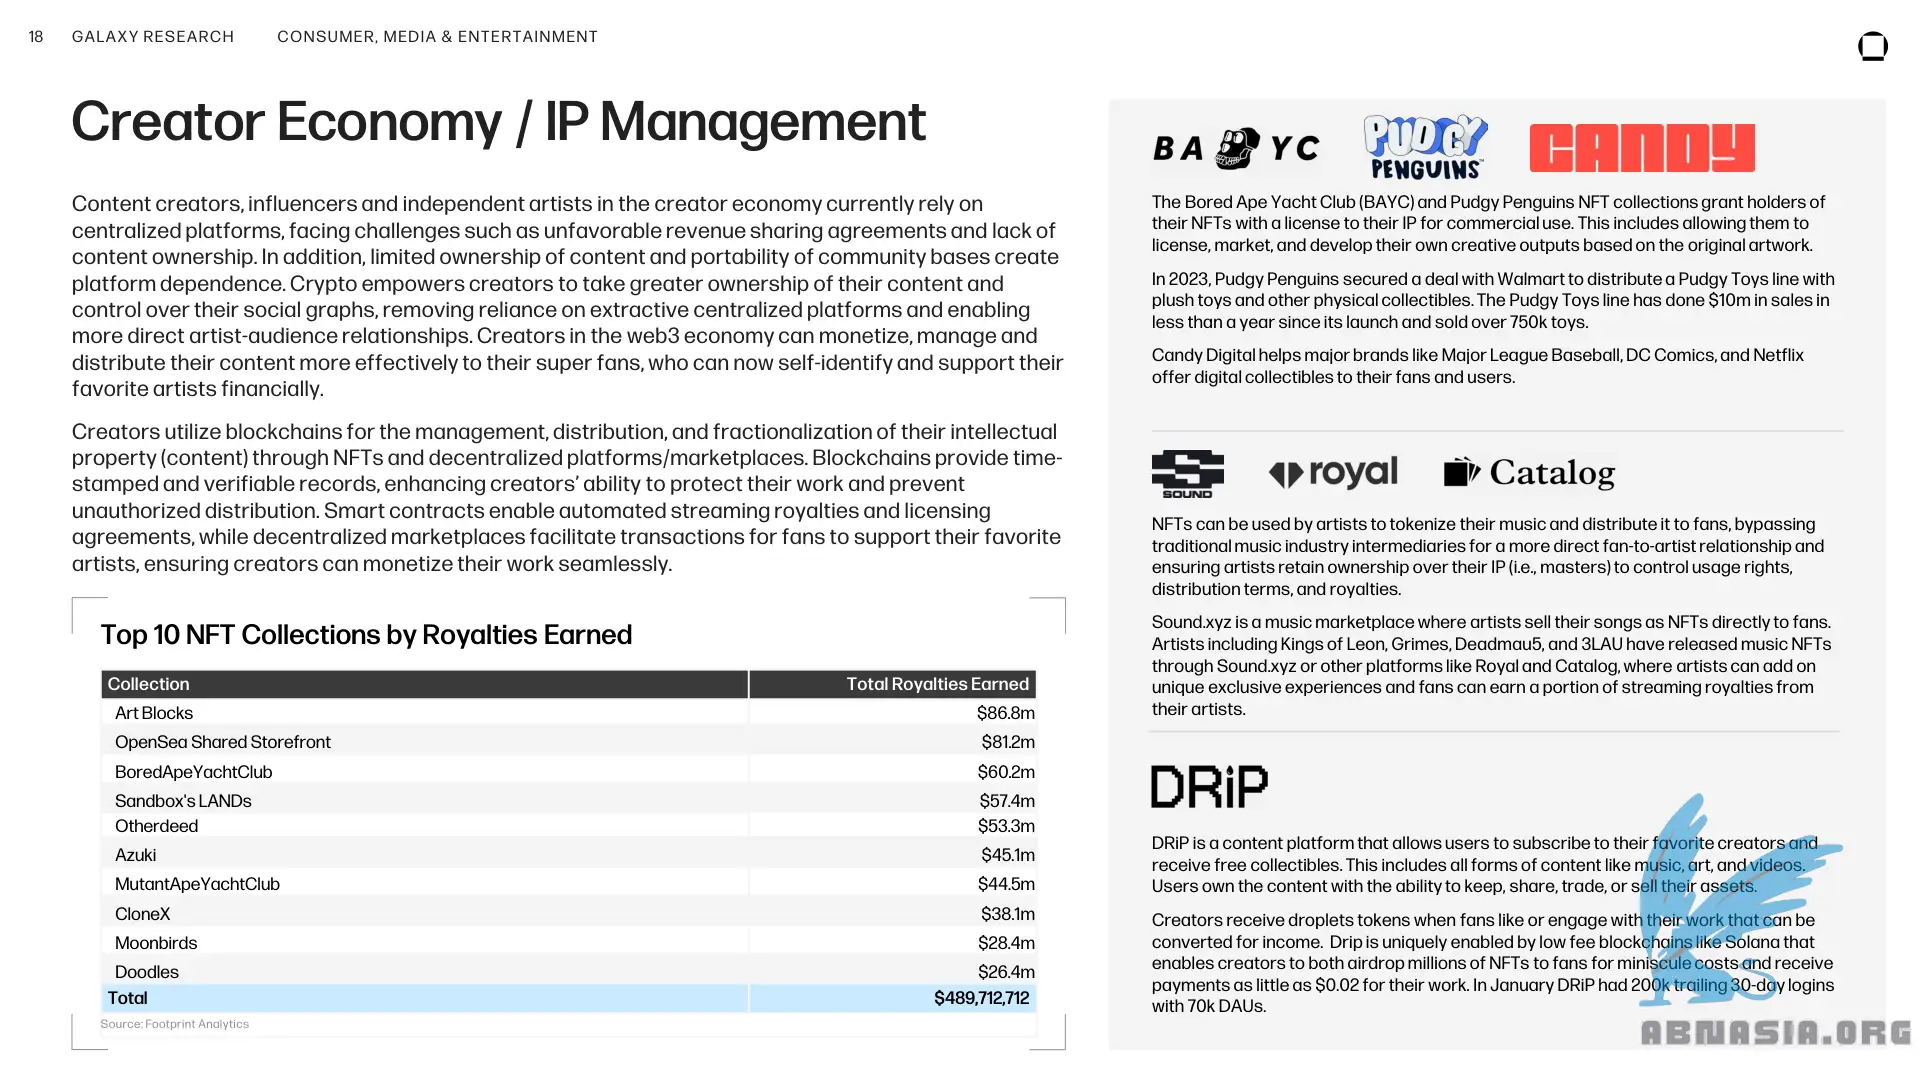 18 GALAXY RESEARCH CONSUMER, MEDIA & ENTERTAINMENT
Creator Economy / IP Management
Content creators, influencers and independent artists in the creator economy currently rely on
centralized platforms, facing challenges such as unfavorable revenue sharing agreements and lack of
content ownership. In addition, limited ownership of content and portability of community bases create
platform dependence. Crypto empowers creators to take greater ownership of their content and
control over their social graphs, removing reliance on extractive centralized platforms and enabling
more direct artist-audience relationships. Creators in the web3 economy can monetize, manage and
distribute their content more effectively to their super fans, who can now self-identify and support their
favorite artists financially.
Creators utilize blockchains for the management, distribution, and fractionalization of their intellectual
property (content) through NFTs and decentralized platforms/marketplaces. Blockchains provide time-
stamped and verifiable records, enhancing creators’ ability to protect their work and prevent
unauthorized distribution. Smart contracts enable automated streaming royalties and licensing
agreements, while decentralized marketplaces facilitate transactions for fans to support their favorite
artists, ensuring creators can monetize their work seamlessly.
Top 10 NFT Collections by Royalties Earned
Collection Total Royalties Earned
Art Blocks $86.8m
OpenSea Shared Storefront $81.2m
BoredApeYachtClub $60.2m
Sandbox's LANDs $57.4m
Otherdeed $53.3m
Azuki $45.1m
MutantApeYachtClub $44.5m
CloneX $38.1m
Moonbirds $28.4m
Doodles $26.4m
Total $489,712,712
Source: Footprint Analytics
BA YC PUDGY PENGUINS™ CANDY
The Bored Ape Yacht Club (BAYC) and Pudgy Penguins NFT collections grant holders of
their NFTs with a license to their IP for commercial use. This includes allowing them to
license, market, and develop their own creative outputs based on the original artwork.
In 2023, Pudgy Penguins secured a deal with Walmart to distribute a Pudgy Toys line with
plush toys and other physical collectibles. The Pudgy Toys line has done $10m in sales in
less than a year since its launch and sold over 750k toys.
Candy Digital helps major brands like Major League Baseball, DC Comics, and Netflix
offer digital collectibles to their fans and users.
SOUND royal Catalog
NFTs can be used by artists to tokenize their music and distribute it to fans, bypassing
traditional music industry intermediaries for a more direct fan-to-artist relationship and
ensuring artists retain ownership over their IP (i.e., masters) to control usage rights,
distribution terms, and royalties.
Sound.xyz is a music marketplace where artists sell their songs as NFTs directly to fans.
Artists including Kings of Leon, Grimes, Deadmau5, and 3LAU have released music NFTs
through Sound.xyz or other platforms like Royal and Catalog, where artists can add on
unique exclusive experiences and fans can earn a portion of streaming royalties from
their artists.
DRiP
DRiP is a content platform that allows users to subscribe to their favorite creators and
receive free collectibles. This includes all forms of content like music, art, and videos.
Users own the content with the ability to keep, share, trade, or sell their assets.
Creators receive droplets tokens when fans like or engage with their work that can be
converted for income. Drip is uniquely enabled by low fee blockchains like Solana that
enables creators to both airdrop millions of NFTs to fans for miniscule costs and receive
payments as little as $0.02 for their work. In January DRiP had 200k trailing 30-day logins
with 70k DAUs.
ABNASIA.ORG